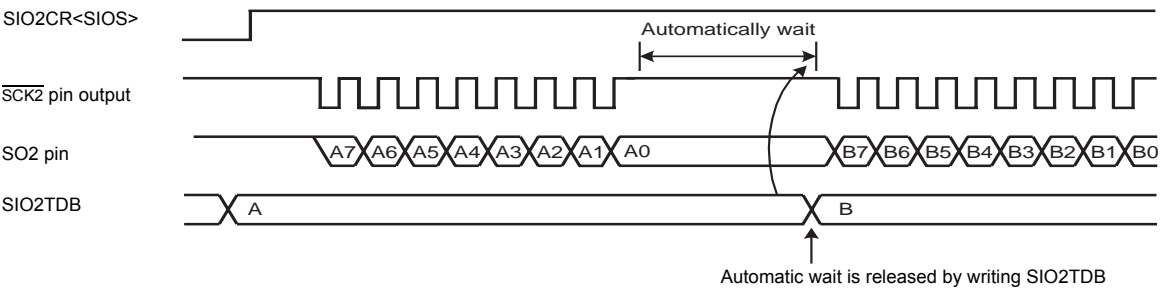 SIO2CR<SIOS>
Automatically wait
SCK2 pin output
SO2 pin
A7 A6 A5 A4 A3 A2 A1 A0 B7 B6 B5 B4 B3 B2 B1 B0
SIO2TDB
A B
Automatic wait is released by writing SIO2TDB